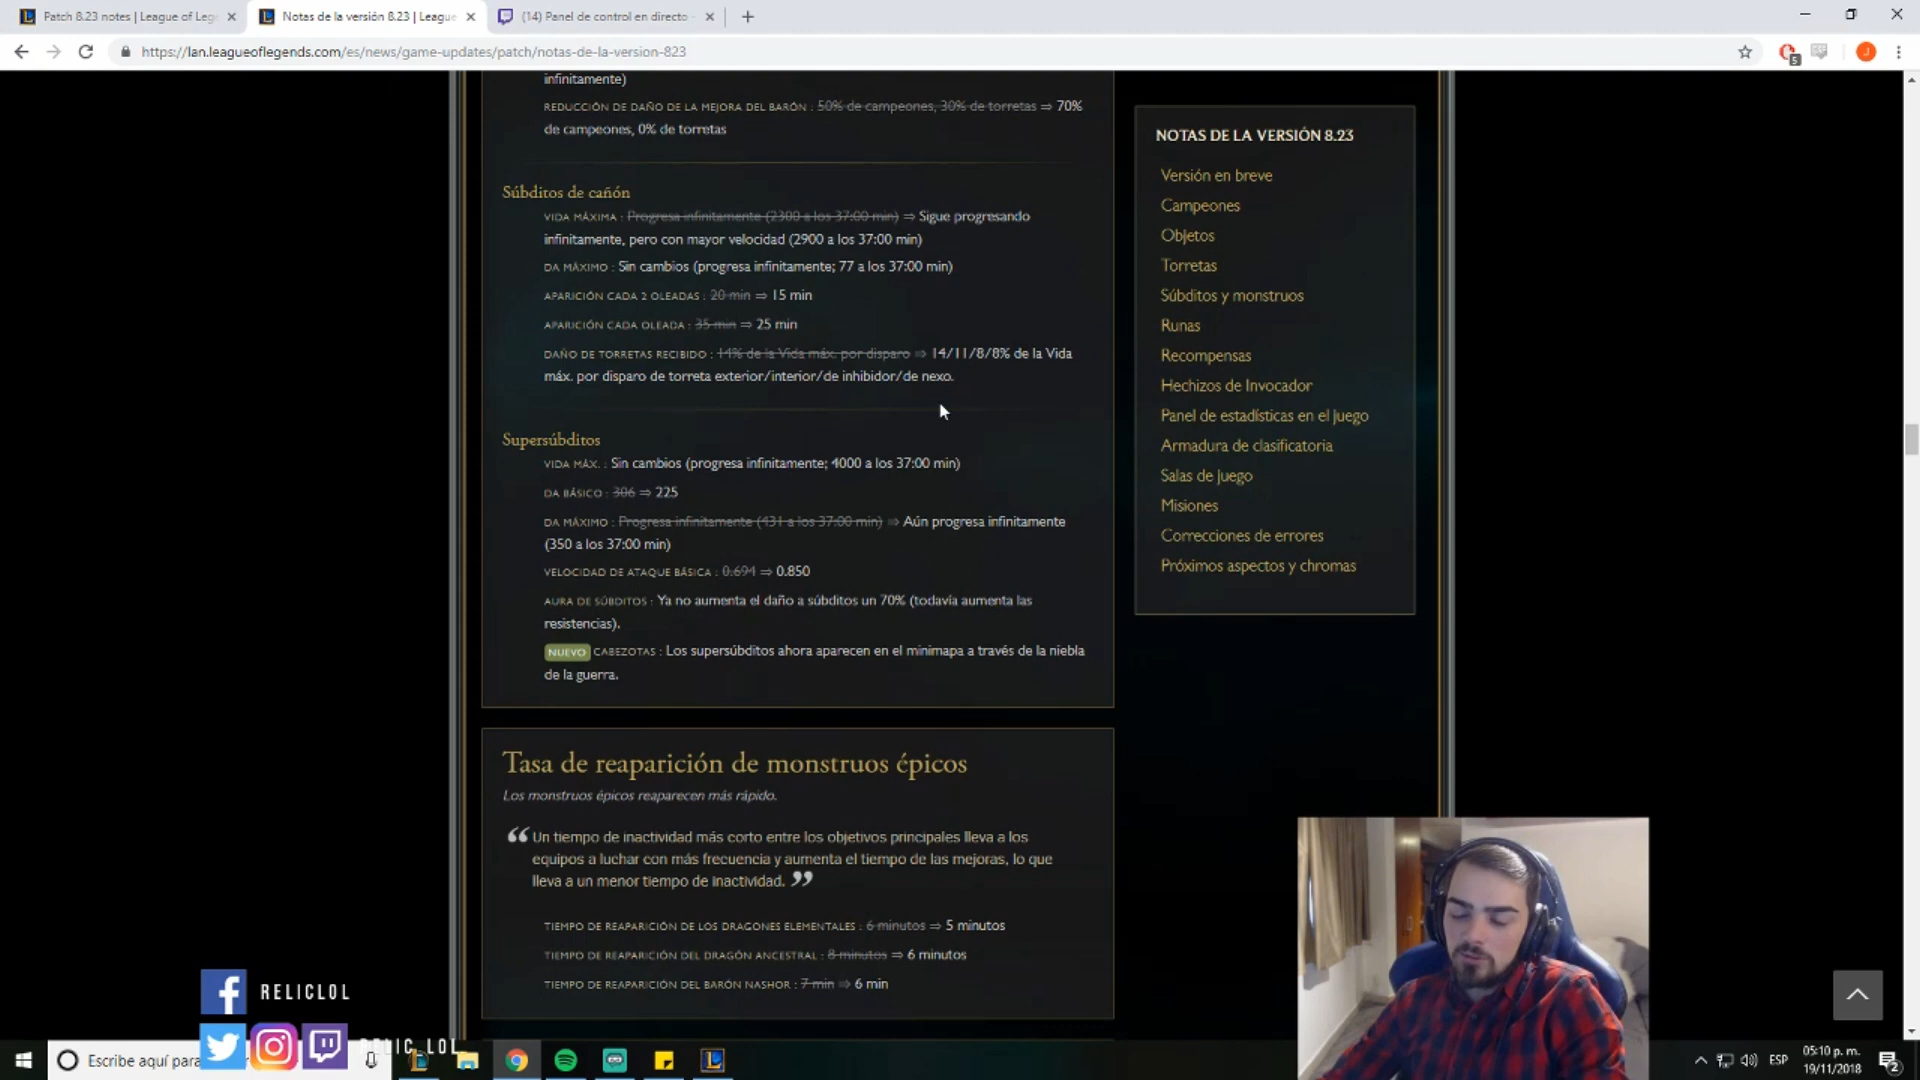 Patch 8.23 notes | League of Leg
Notas de la versión 8.23 | League
(14) Panel de control en directo
https://lan.leagueoflegends.com/es/news/game-updates/patch/notas-de-la-version-823
5
J
infinitamente)
REDUCCIÓN DE DAÑO DE LA MEJORA DEL BARÓN : 50% de campeones, 30% de torretas ⇒ 70%
de campeones, 0% de torretas
Súbditos de cañón
VIDA MÁXIMA : Progresa infinitamente (2300 a los 37:00 min) ⇒ Sigue progresando
infinitamente, pero con mayor velocidad (2900 a los 37:00 min)
DA MÁXIMO : Sin cambios (progresa infinitamente; 77 a los 37:00 min)
APARICIÓN CADA 2 OLEADAS : 20 min ⇒ 15 min
APARICIÓN CADA OLEADA : 35 min ⇒ 25 min
DAÑO DE TORRETAS RECIBIDO : 14% de la Vida máx. por disparo ⇒ 14/11/8/8% de la Vida
máx. por disparo de torreta exterior/interior/de inhibidor/de nexo.
Supersúbditos
VIDA MÁX. : Sin cambios (progresa infinitamente; 4000 a los 37:00 min)
DA BÁSICO : 306 ⇒ 225
DA MÁXIMO : Progresa infinitamente (431 a los 37:00 min) ⇒ Aún progresa infinitamente
(350 a los 37:00 min)
VELOCIDAD DE ATAQUE BÁSICA : 0.694 ⇒ 0.850
AURA DE SÚBDITOS : Ya no aumenta el daño a súbditos un 70% (todavía aumenta las
resistencias).
NUEVO CABEZOTAS : Los supersúbditos ahora aparecen en el minimapa a través de la niebla
de la guerra.
Tasa de reaparición de monstruos épicos
Los monstruos épicos reaparecen más rápido.
“ Un tiempo de inactividad más corto entre los objetivos principales lleva a los
equipos a luchar con más frecuencia y aumenta el tiempo de las mejoras, lo que
lleva a un menor tiempo de inactividad. ”
TIEMPO DE REAPARICIÓN DE LOS DRAGONES ELEMENTALES : 6 minutos ⇒ 5 minutos
TIEMPO DE REAPARICIÓN DEL DRAGÓN ANCESTRAL : 8 minutos ⇒ 6 minutos
TIEMPO DE REAPARICIÓN DEL BARÓN NASHOR : 7 min ⇒ 6 min
NOTAS DE LA VERSIÓN 8.23
Versión en breve
Campeones
Objetos
Torretas
Súbditos y monstruos
Runas
Recompensas
Hechizos de Invocador
Panel de estadísticas en el juego
Armadura de clasificatoria
Salas de juego
Misiones
Correcciones de errores
Próximos aspectos y chromas
RELICLOL
RELIC_LOL
Escribe aquí para
ESP
05:10 p. m.
19/11/2018
2